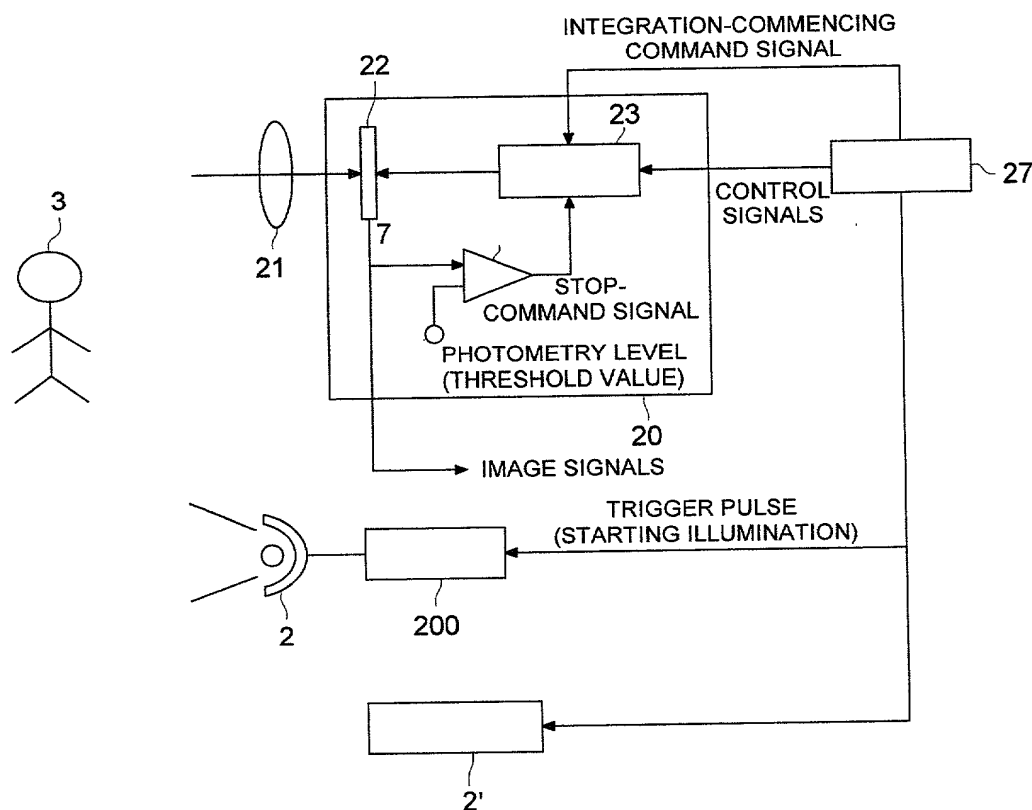 INTEGRATION-COMMENCING
COMMAND SIGNAL
22
23
27
CONTROL
SIGNALS
3
21
7
STOP-
COMMAND SIGNAL
PHOTOMETRY LEVEL
(THRESHOLD VALUE)
20
IMAGE SIGNALS
TRIGGER PULSE
(STARTING ILLUMINATION)
2
200
2'